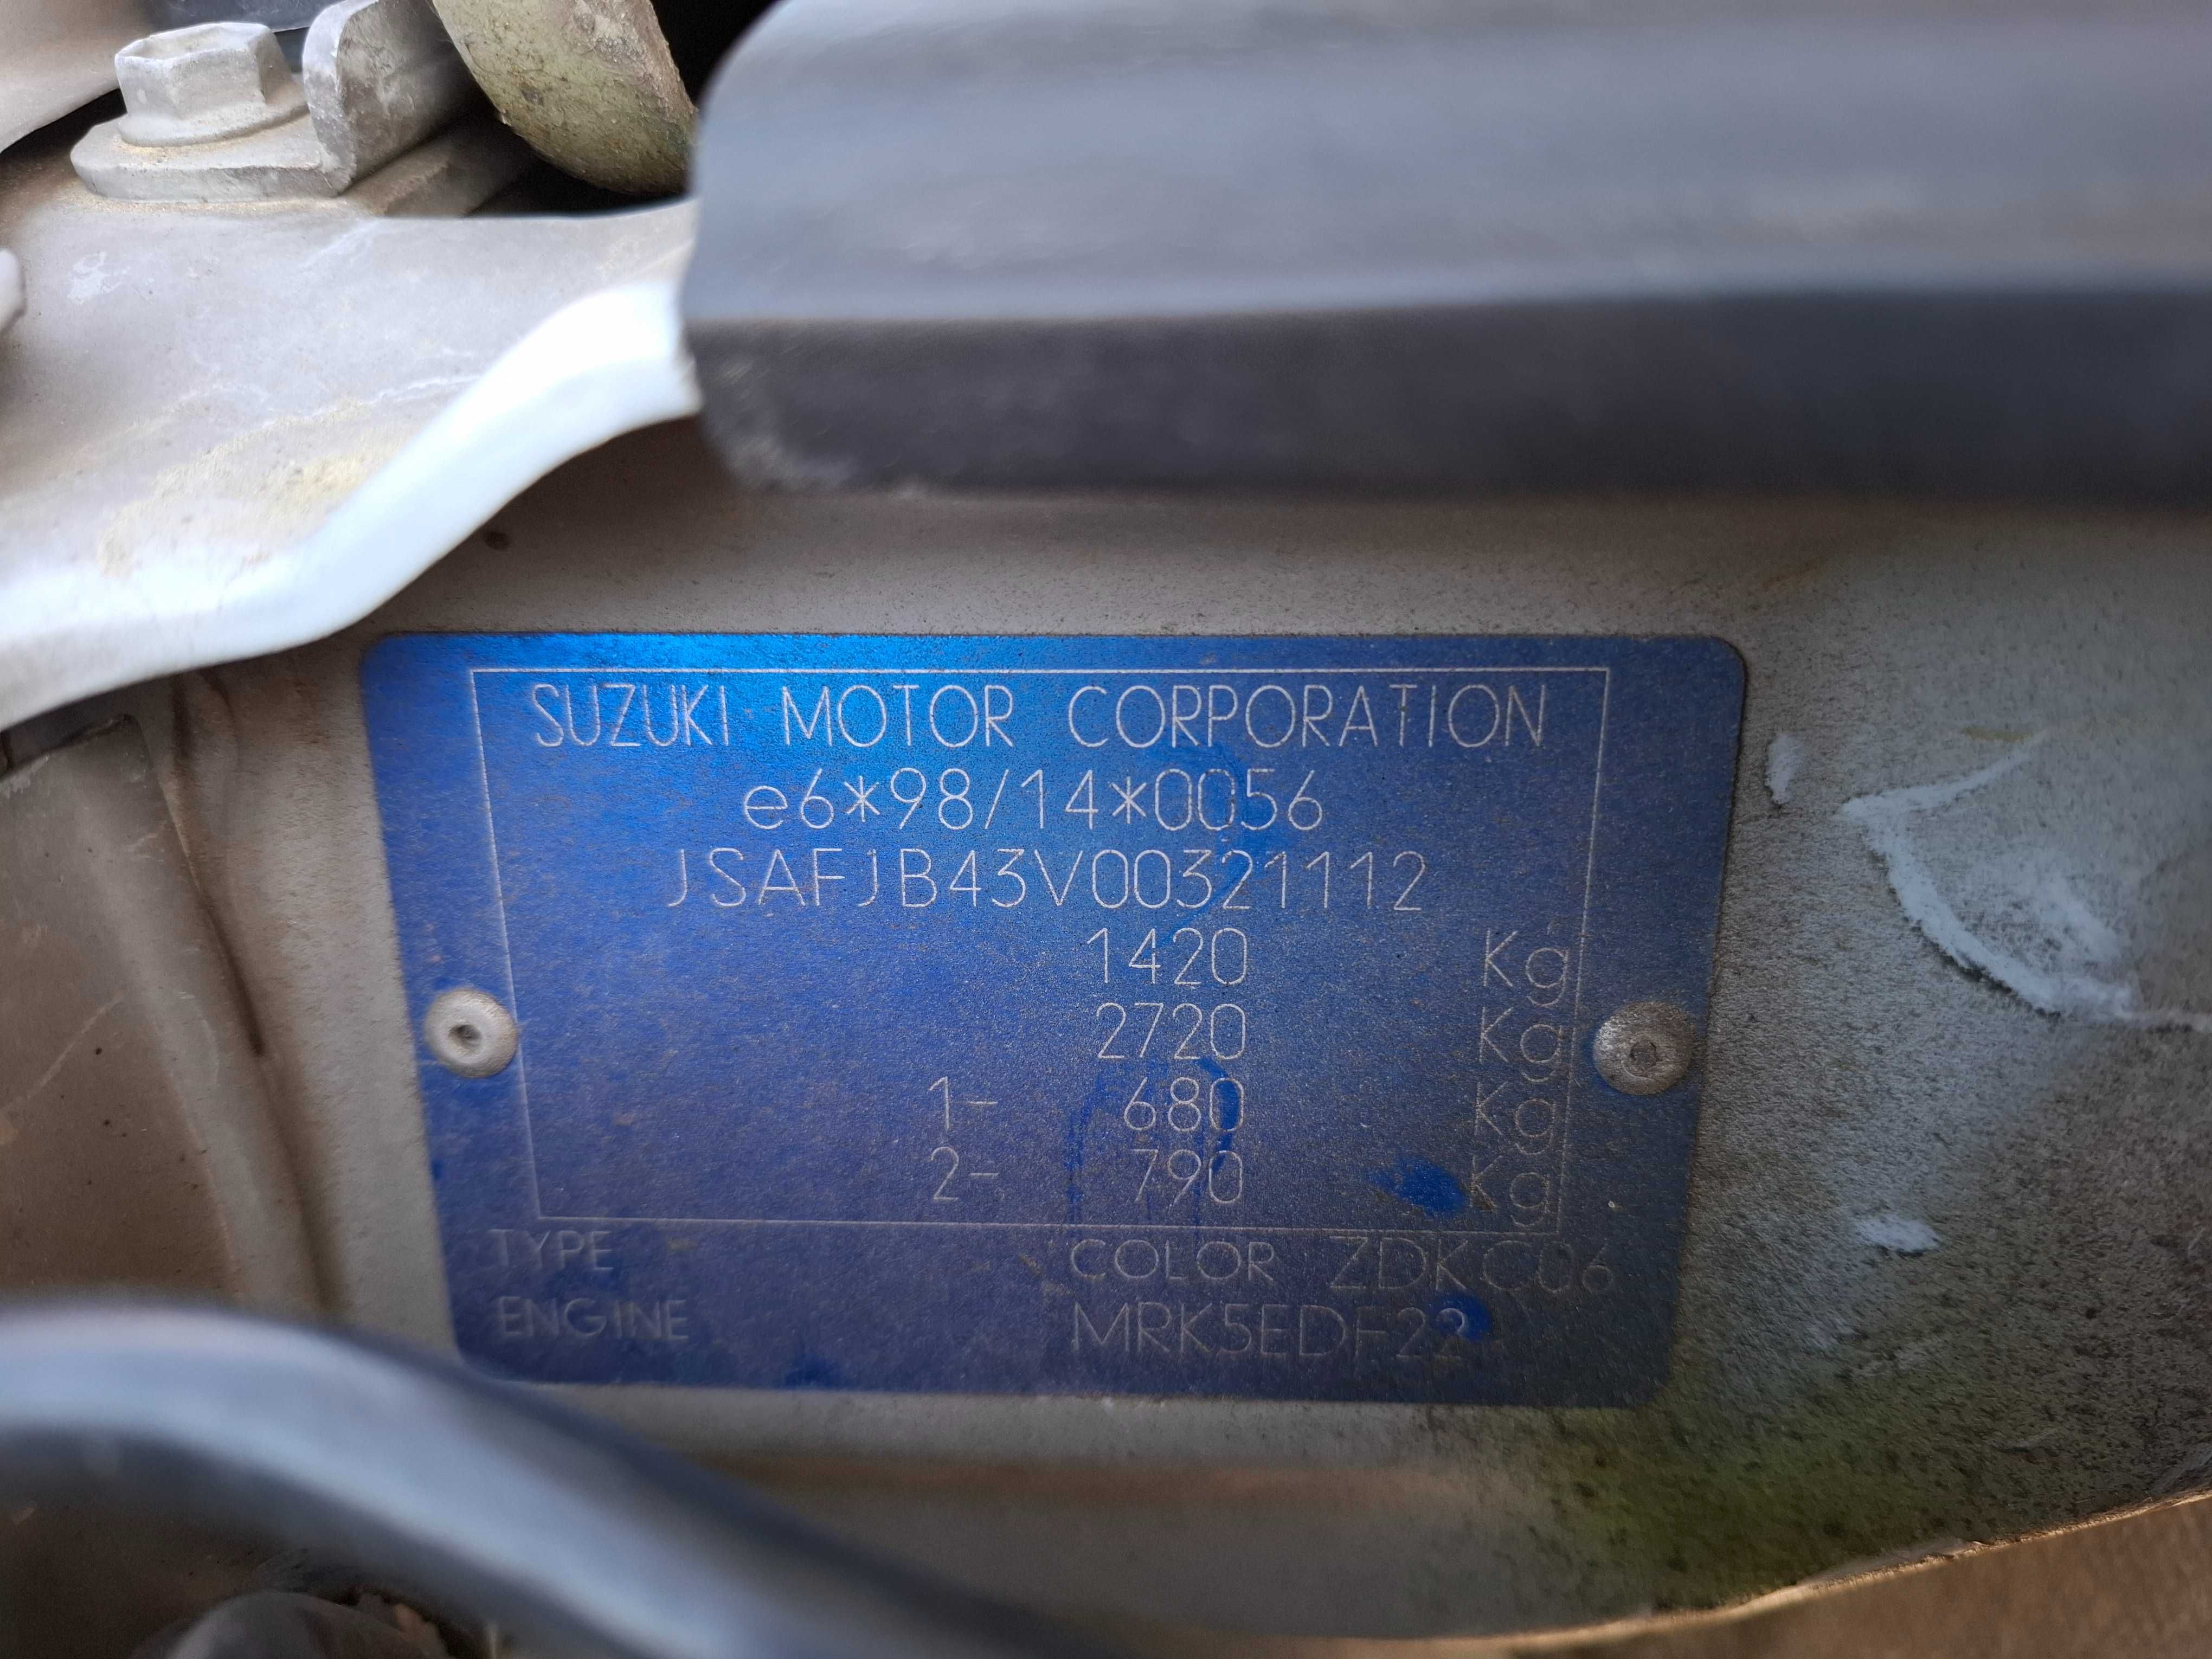 SUZUKI MOTOR CORPORATION
e6*98/14*0056
JSAFJB43V00321112
1420 Kg
2720 Kg
1- 680 Kg
2- 790 Kg
TYPE COLOR ZDKC06
ENGINE MRK5EDF22